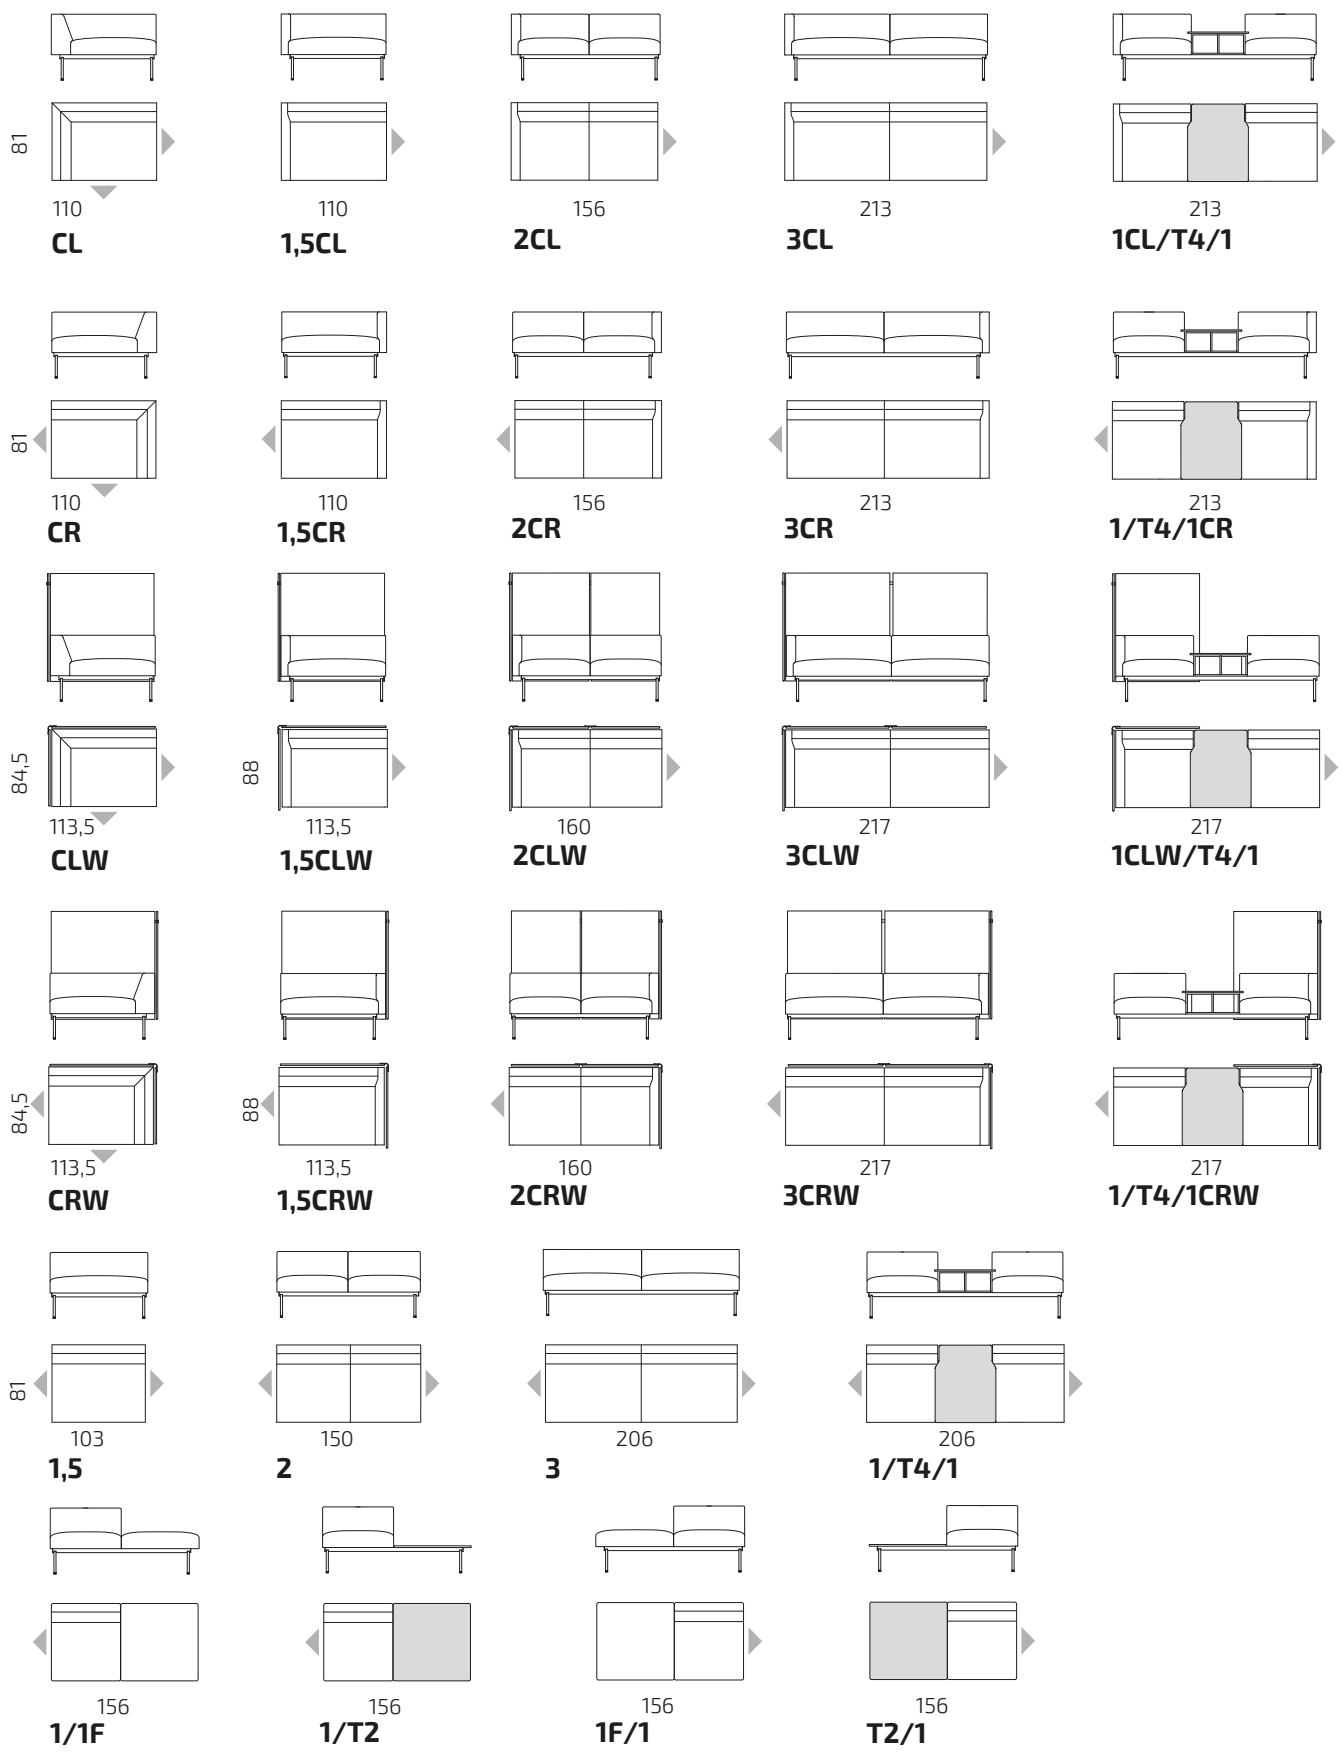 81
110 110 156 213 213
CL 1,5CL 2CL 3CL 1CL/T4/1
81
110 110 156 213 213
CR 1,5CR 2CR 3CR 1/T4/1CR
84,5 88
113,5 113,5 160 217 217
CLW 1,5CLW 2CLW 3CLW 1CLW/T4/1
84,5 88
113,5 113,5 160 217 217
CRW 1,5CRW 2CRW 3CRW 1/T4/1CRW
81
103 150 206 206
1,5 2 3 1/T4/1
156 156 156 156
1/1F 1/T2 1F/1 T2/1